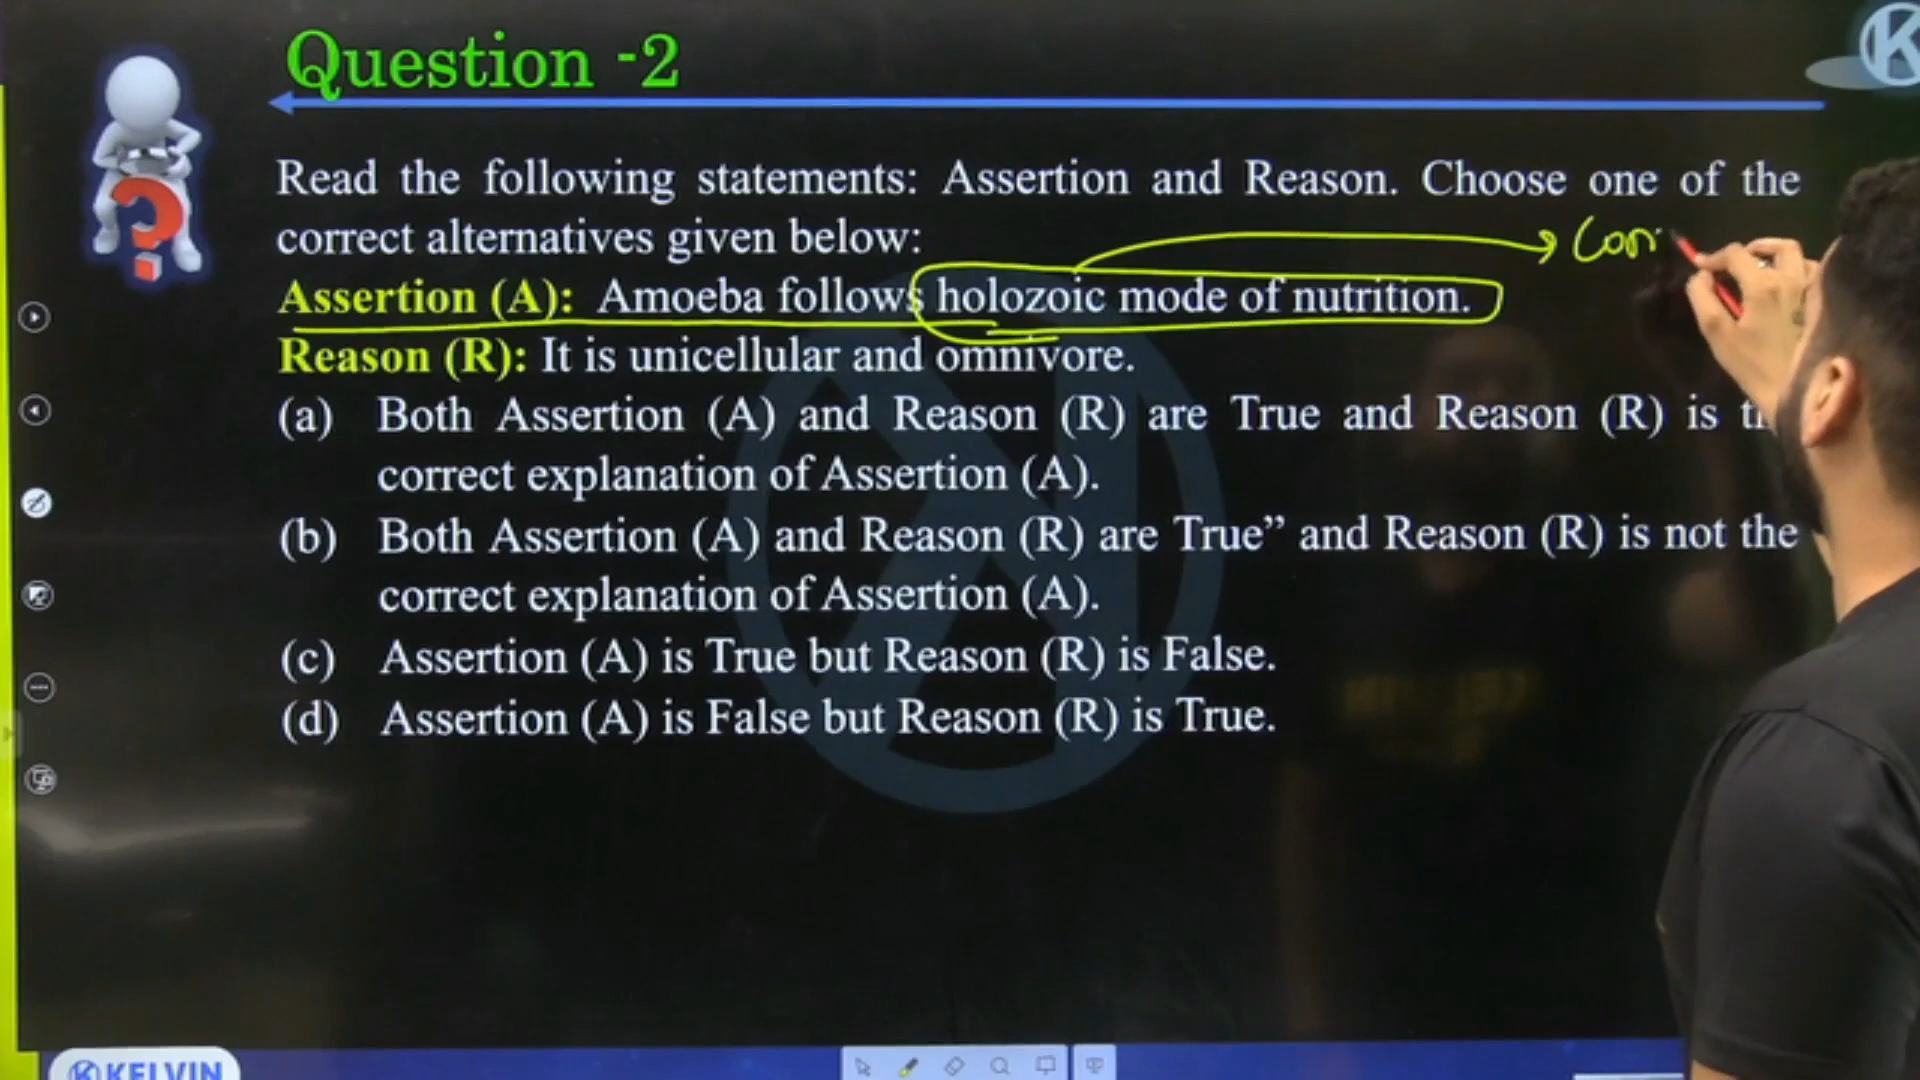 Question -2
Read the following statements: Assertion and Reason. Choose one of the
correct alternatives given below:
Assertion (A): Amoeba follows holozoic mode of nutrition.
Reason (R): It is unicellular and omnivore.
(a) Both Assertion (A) and Reason (R) are True and Reason (R) is
correct explanation of Assertion (A).
(b) Both Assertion (A) and Reason (R) are True” and Reason (R) is not the
correct explanation of Assertion (A).
(c) Assertion (A) is True but Reason (R) is False.
(d) Assertion (A) is False but Reason (R) is True.
KELVIN